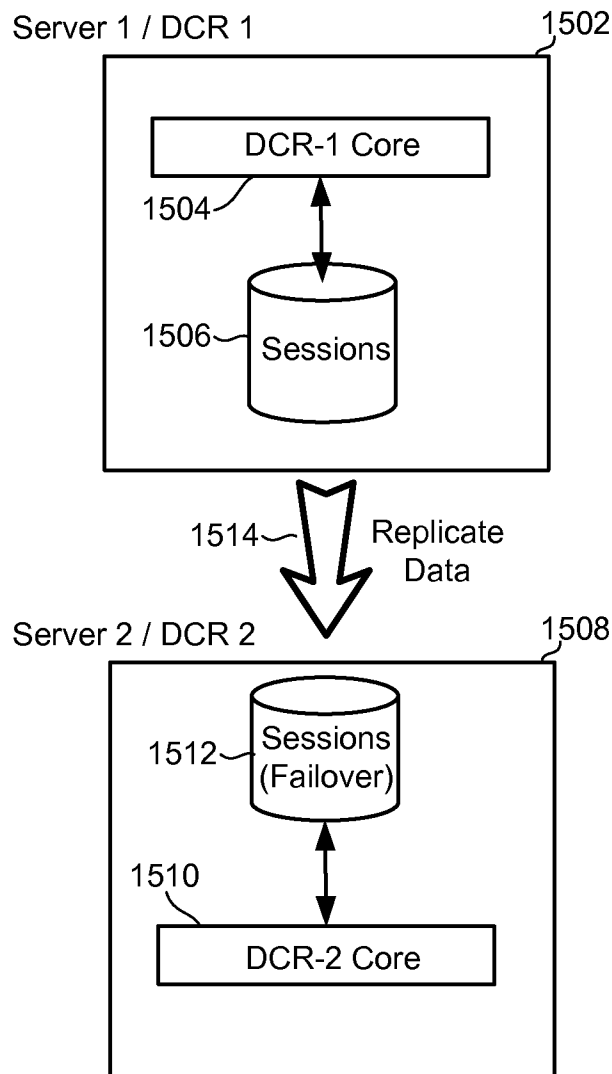 Server 1 / DCR 1
1502
DCR-1 Core
1504
1506
Sessions
1514
Replicate
Data
Server 2 / DCR 2
1508
Sessions
(Failover)
1512
1510
DCR-2 Core